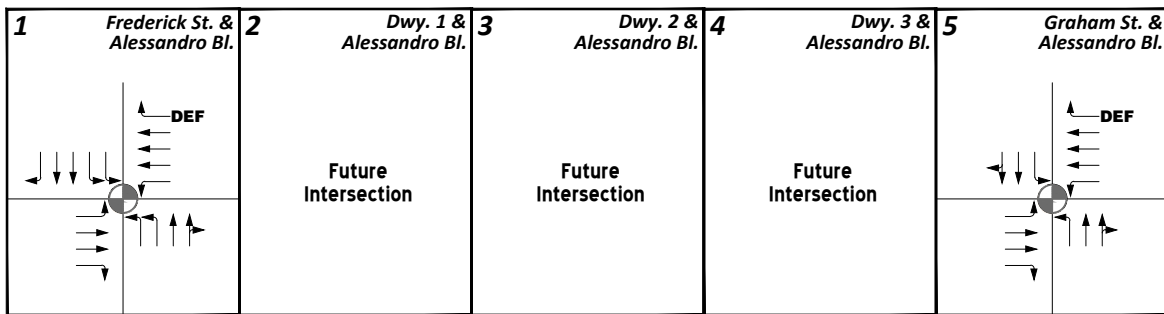 1
Frederick St. &
Alessandro Bl.
DEF
2
Dwy. 1 &
Alessandro Bl.
Future
Intersection
3
Dwy. 2 &
Alessandro Bl.
Future
Intersection
4
Dwy. 3 &
Alessandro Bl.
Future
Intersection
5
Graham St. &
Alessandro Bl.
DEF